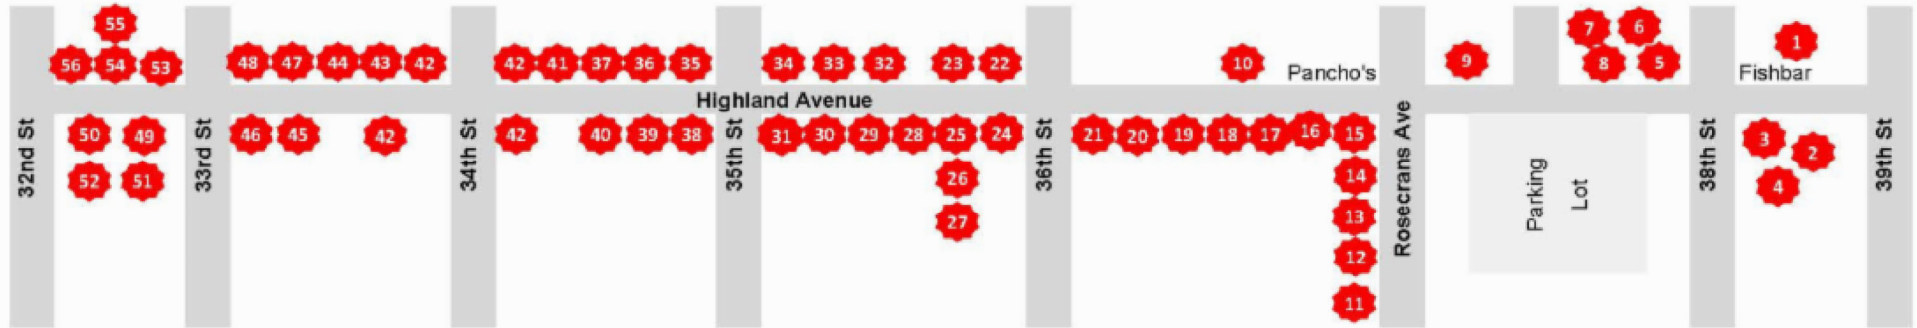 55
7 6
1
56 54 53 48 47 44 43 42 42 41 37 36 35 34 33 32 23 22 10 9 8 5
Pancho's Fishbar
Highland Avenue
50 49 46 45 42 42 40 39 38 31 30 29 28 25 24 21 20 19 18 17 16 15 3 2
52 51 26 14 4
27 13
12
11
32nd St
33rd St
34th St
35th St
36th St
Rosecrans Ave
Parking
Lot
38th St
39th St